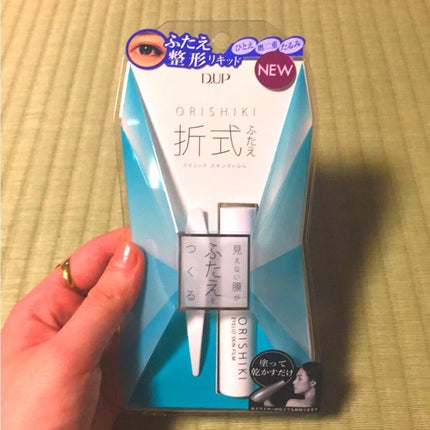 ふたえ
整形リキッド
ひとえ 奥二重 たるみ
NEW
D.UP
ORISHIKI
折式
ふたえ
アイリッド スキンフィルム
見えない膜が
ふたえを
つくる
ORISHIKI
EYELID SKIN FILM
塗って
乾かすだけ